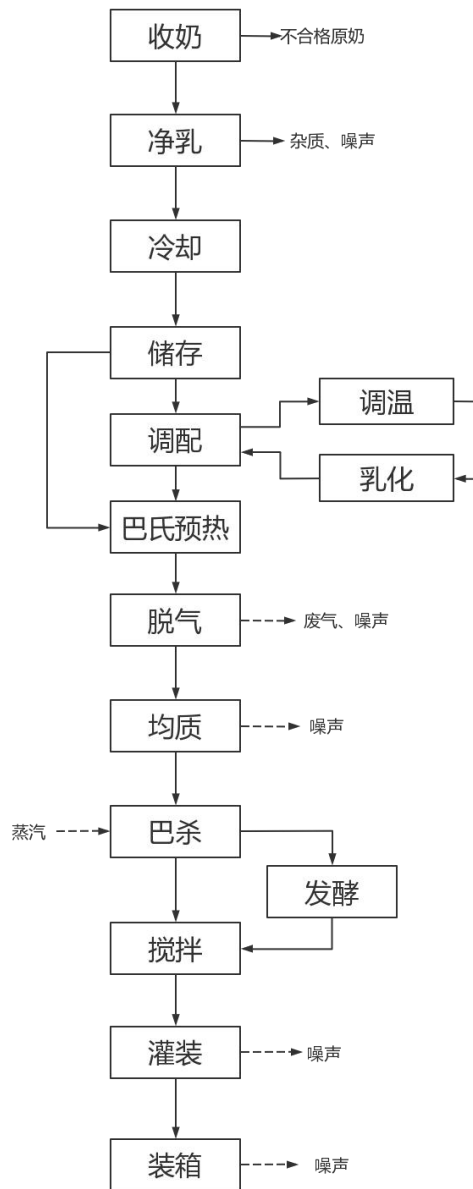 收奶
不合格原奶
净乳
杂质、噪声
冷却
储存
调温
调配
乳化
巴氏预热
脱气
废气、噪声
均质
噪声
蒸汽
巴杀
发酵
搅拌
灌装
噪声
装箱
噪声